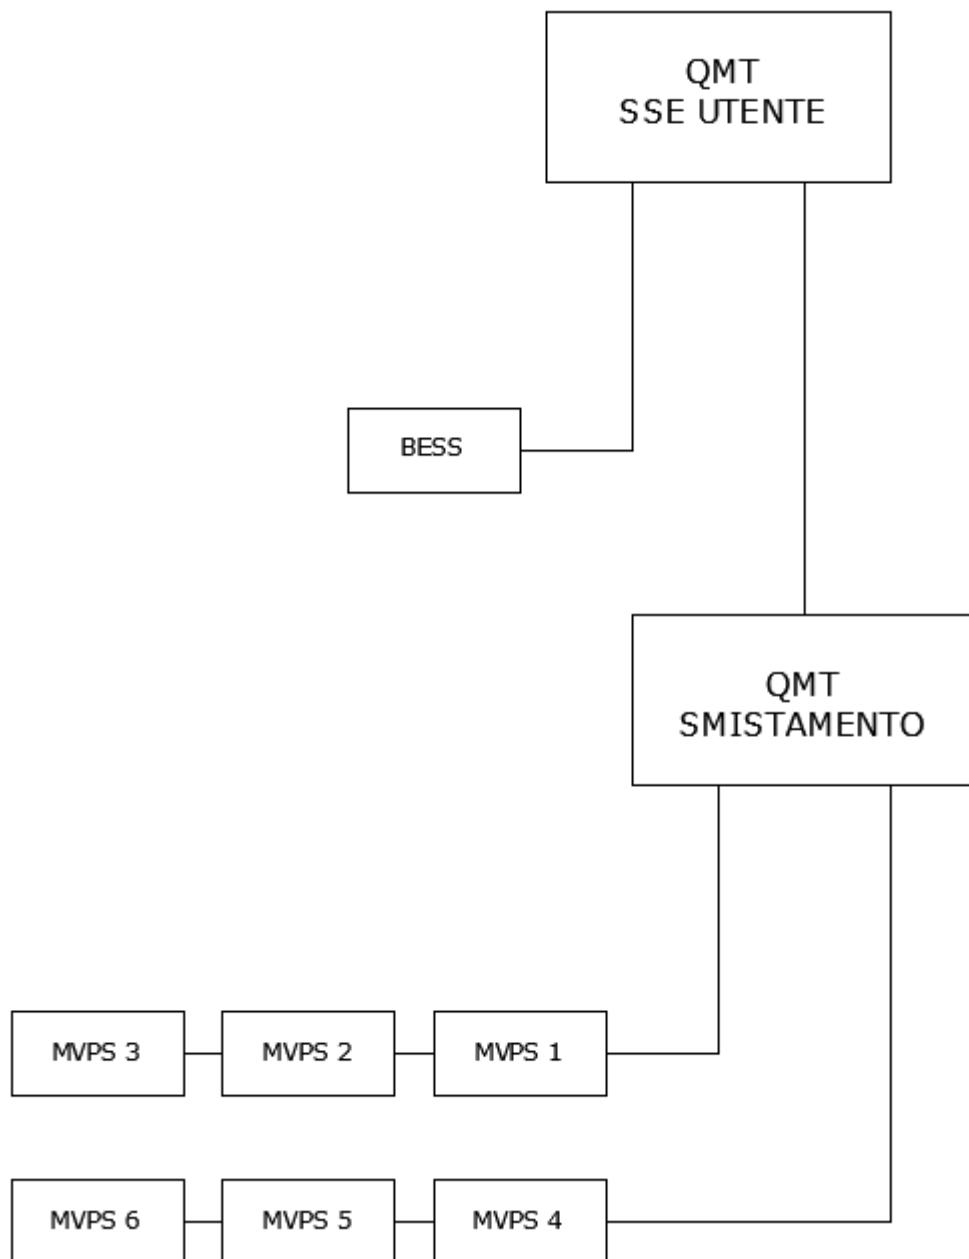 QMT
SSE UTENTE
BESS
QMT
SMISTAMENTO
MVPS 3
MVPS 2
MVPS 1
MVPS 6
MVPS 5
MVPS 4